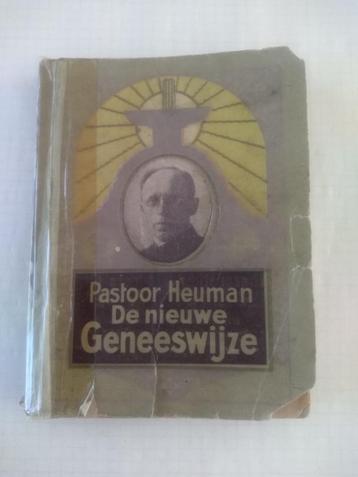 Pastoor Heuman
De nieuwe
Geneeswijze